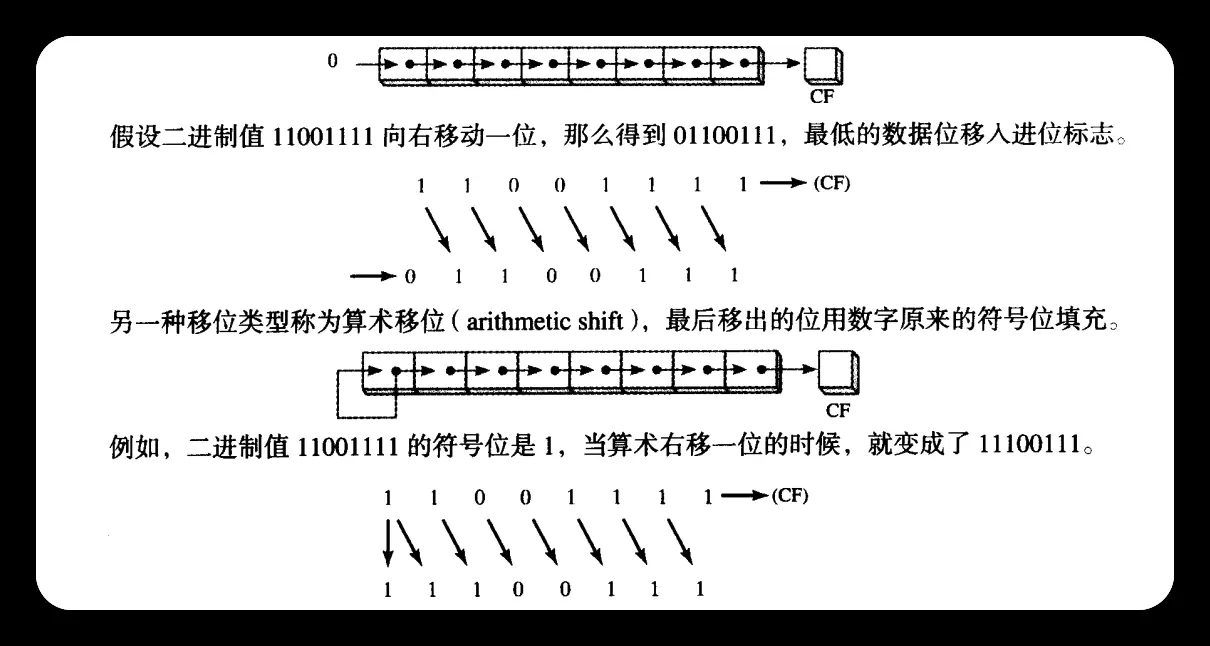 0
CF
假设二进制值 11001111 向右移动一位，那么得到 01100111，最低的数据位移入进位标志。
1 1 0 0 1 1 1 1 (CF)
0 1 1 0 0 1 1 1
另一种移位类型称为算术移位（arithmetic shift），最后移出的位用数字原来的符号位填充。
CF
例如，二进制值 11001111 的符号位是 1，当算术右移一位的时候，就变成了 11100111。
1 1 0 0 1 1 1 1 (CF)
1 1 1 0 0 1 1 1